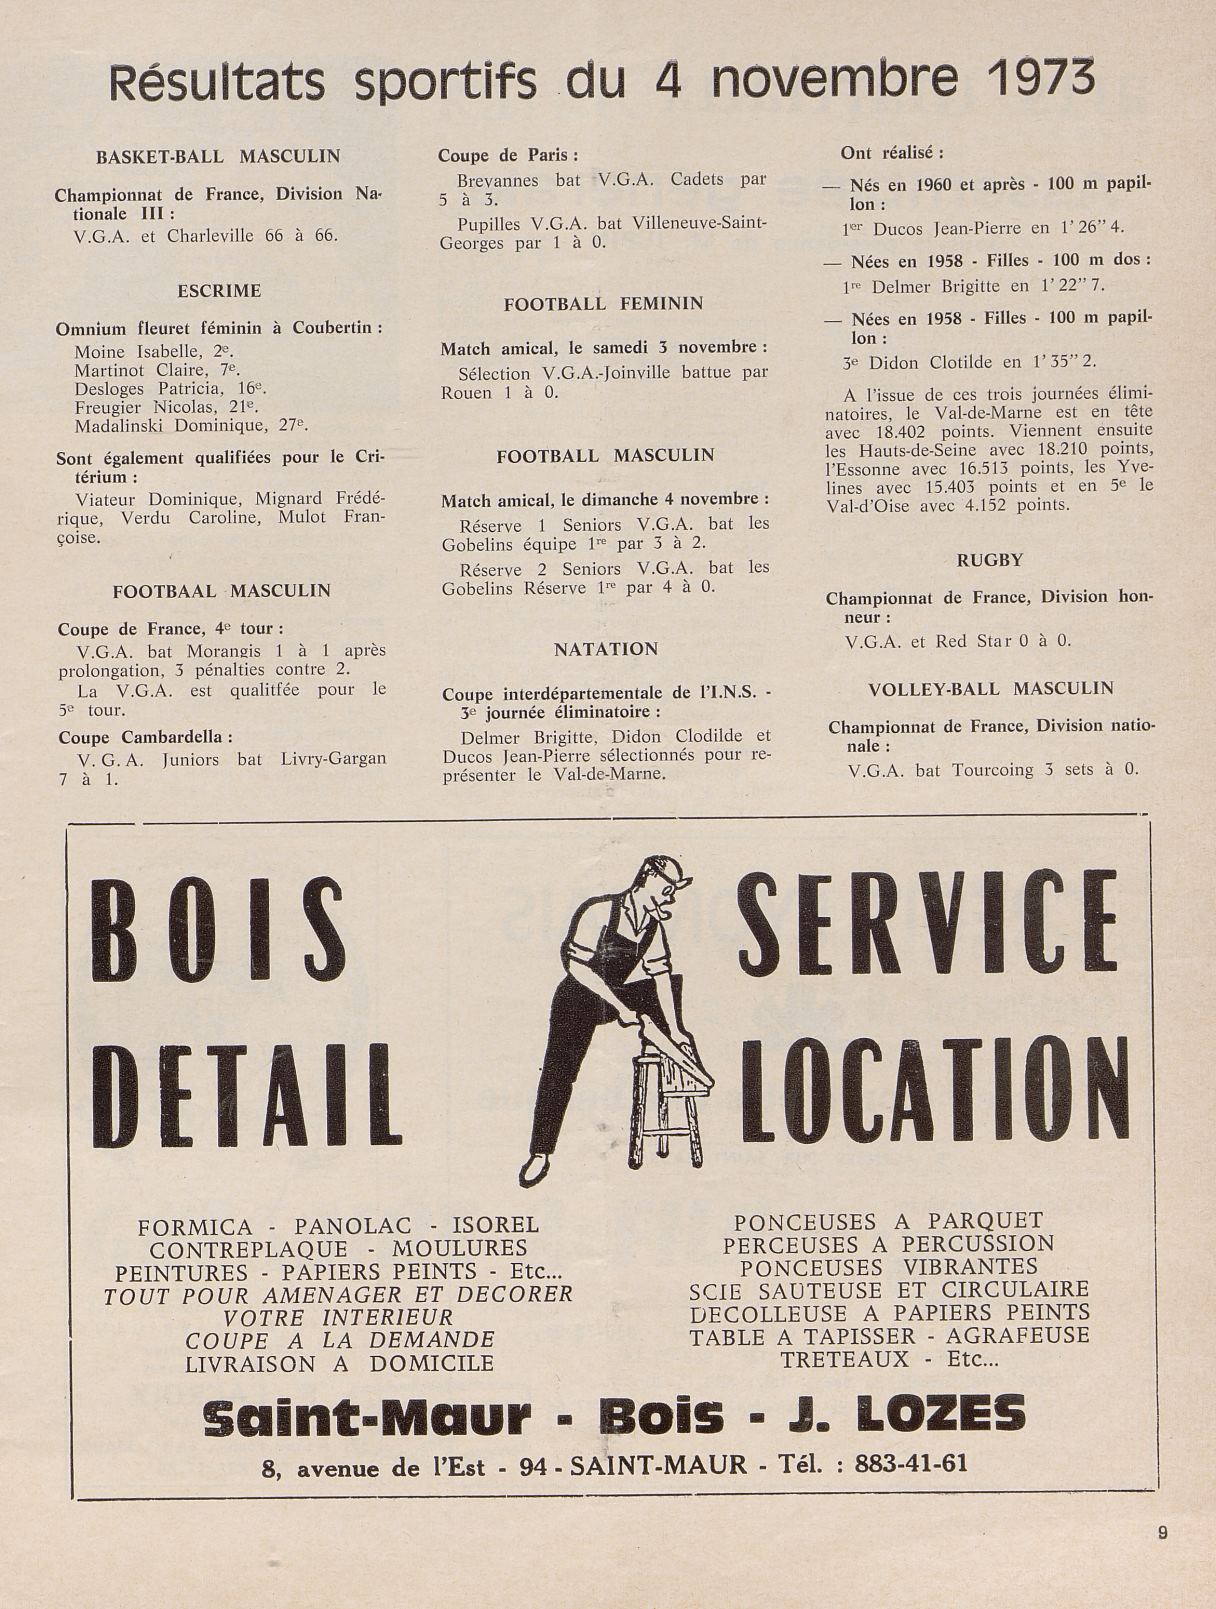 Résultats sportifs du 4 novembre 1973
BASKET-BALL MASCULIN
Championnat de France, Division Na-
tionale III :
V.G.A. et Charleville 66 à 66.
ESCRIME
Omnium fleuret féminin à Coubertin :
Moine Isabelle, 2e.
Martinot Claire, 7e.
Desloges Patricia, 16e.
Freugier Nicolas, 21e.
Madalinski Dominique, 27e.
Sont également qualifiées pour le Cri-
térium :
Viateur Dominique, Mignard Frédé-
rique, Verdu Caroline, Mulot Fran-
çoise.
FOOTBAAL MASCULIN
Coupe de France, 4e tour :
V.G.A. bat Morangis 1 à 1 après
prolongation, 3 pénalties contre 2.
La V.G.A. est qualitfée pour le
5e tour.
Coupe Cambardella :
V. G. A. Juniors bat Livry-Gargan
7 à 1.
Coupe de Paris :
Brevannes bat V.G.A. Cadets par
5 à 3.
Pupilles V.G.A. bat Villeneuve-Saint-
Georges par 1 à 0.
FOOTBALL FEMININ
Match amical, le samedi 3 novembre :
Sélection V.G.A.-Joinville battue par
Rouen 1 à 0.
FOOTBALL MASCULIN
Match amical, le dimanche 4 novembre :
Réserve 1 Seniors V.G.A. bat les
Gobelins équipe 1re par 3 à 2.
Réserve 2 Seniors V.G.A. bat les
Gobelins Réserve 1re par 4 à 0.
NATATION
Coupe interdépartementale de l'I.N.S. -
3e journée éliminatoire :
Delmer Brigitte, Didon Clodilde et
Ducos Jean-Pierre sélectionnés pour re-
présenter le Val-de-Marne.
Ont réalisé :
— Nés en 1960 et après - 100 m papil-
lon :
1er Ducos Jean-Pierre en 1' 26" 4.
— Nées en 1958 - Filles - 100 m dos :
1re Delmer Brigitte en 1' 22" 7.
— Nées en 1958 - Filles - 100 m papil-
lon :
3e Didon Clotilde en 1' 35" 2.
A l'issue de ces trois journées élimi-
natoires, le Val-de-Marne est en tête
avec 18.402 points. Viennent ensuite
les Hauts-de-Seine avec 18.210 points,
l'Essonne avec 16.513 points, les Yve-
lines avec 15.403 points et en 5e le
Val-d'Oise avec 4.152 points.
RUGBY
Championnat de France, Division hon-
neur :
V.G.A. et Red Star 0 à 0.
VOLLEY-BALL MASCULIN
Championnat de France, Division natio-
nale :
V.G.A. bat Tourcoing 3 sets à 0.
BOIS
DETAIL
SERVICE
LOCATION
FORMICA - PANOLAC - ISOREL
CONTREPLAQUE - MOULURES
PEINTURES - PAPIERS PEINTS - Etc...
TOUT POUR AMENAGER ET DECORER
VOTRE INTERIEUR
COUPE A LA DEMANDE
LIVRAISON A DOMICILE
PONCEUSES A PARQUET
PERCEUSES A PERCUSSION
PONCEUSES VIBRANTES
SCIE SAUTEUSE ET CIRCULAIRE
DECOLLEUSE A PAPIERS PEINTS
TABLE A TAPISSER - AGRAFEUSE
TRETEAUX - Etc...
Saint-Maur - Bois - J. LOZES
8, avenue de l'Est - 94 - SAINT-MAUR - Tél. : 883-41-61
9